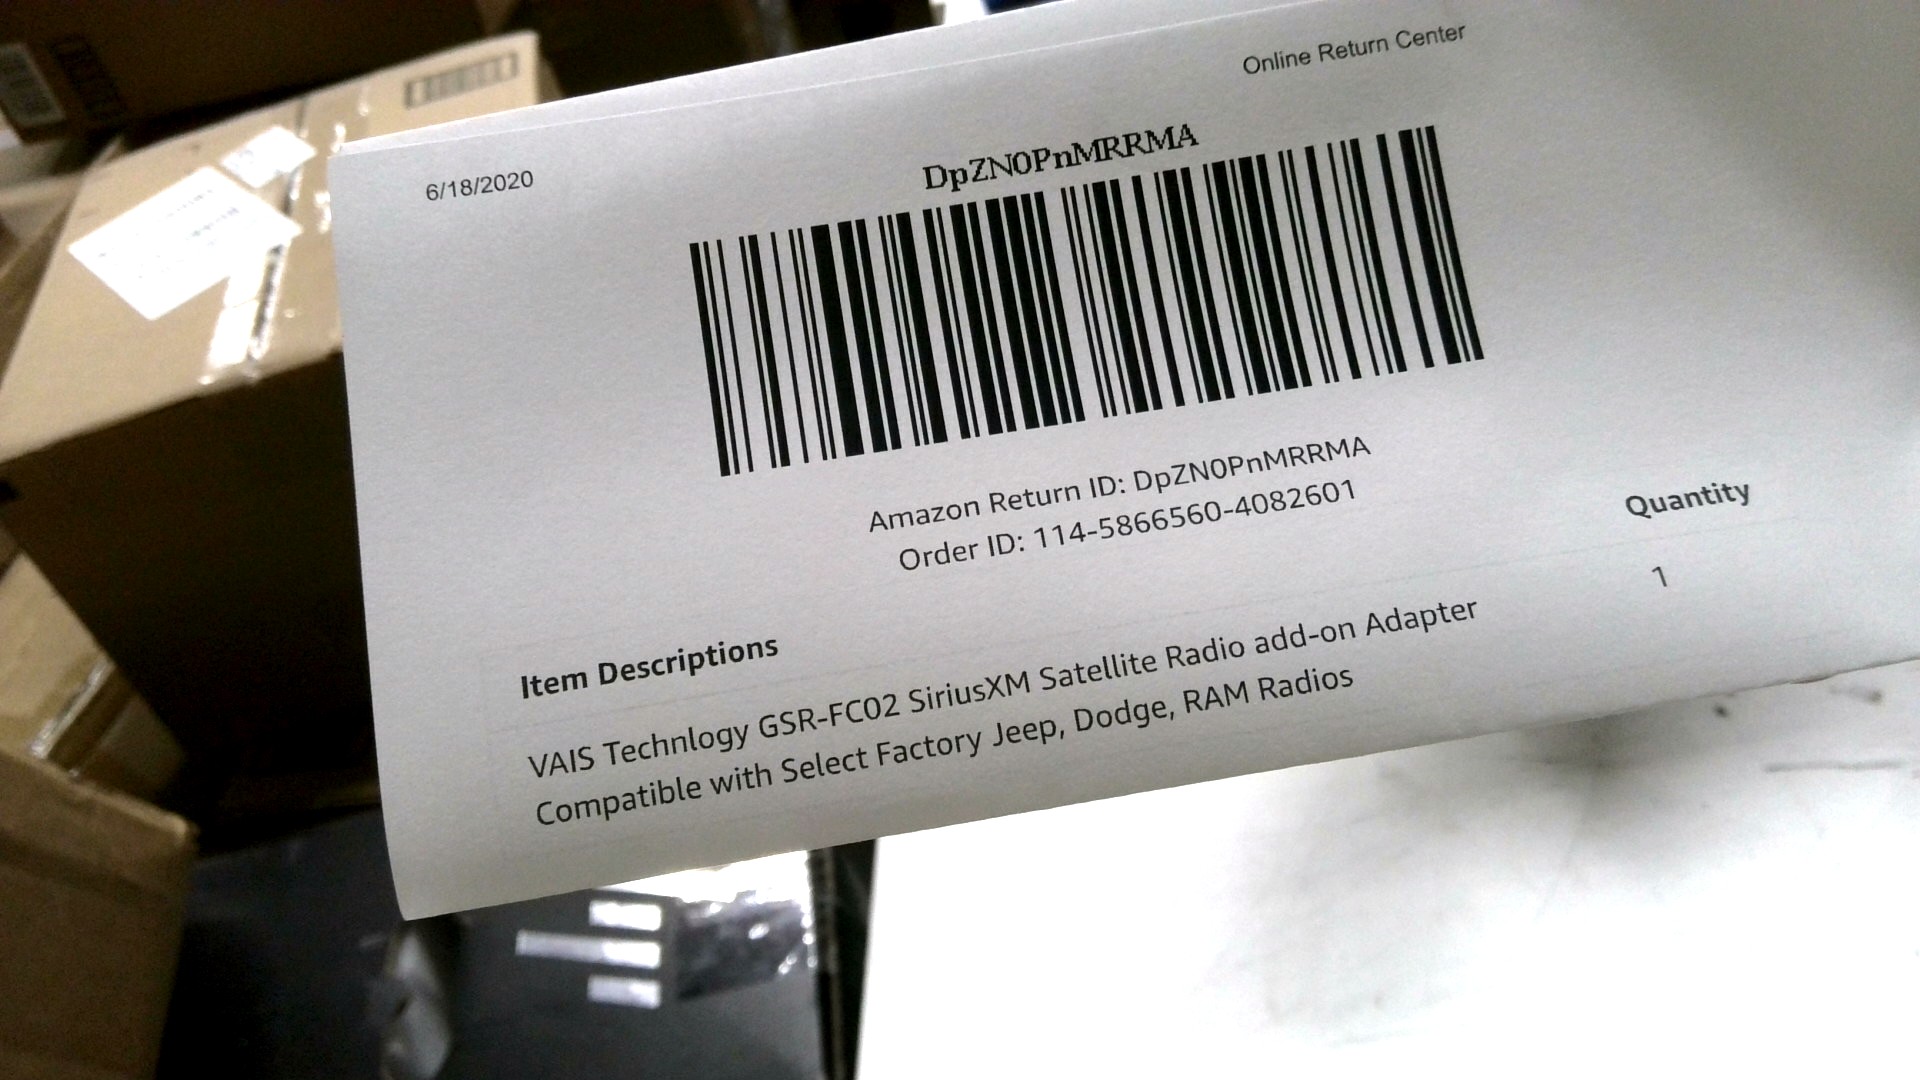 Online Return Center
6/18/2020
DpZN0PnMRRMA
Amazon Return ID: DpZN0PnMRRMA
Order ID: 114-5866560-4082601
Item Descriptions
Quantity
VAIS Technlogy GSR-FC02 SiriusXM Satellite Radio add-on Adapter
Compatible with Select Factory Jeep, Dodge, RAM Radios
1